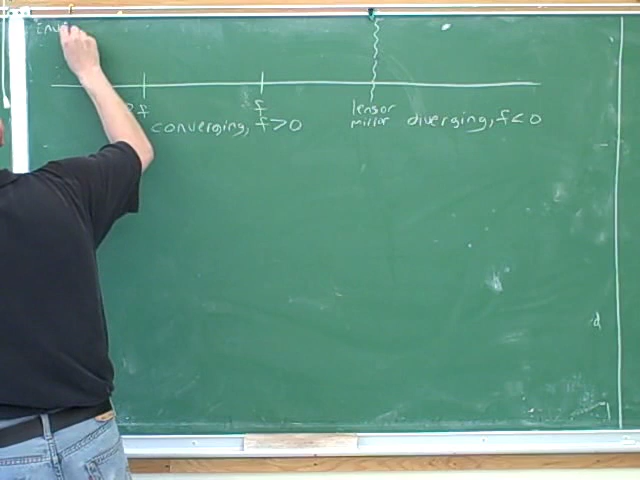 2f
f
lens or
mirror
converging, f>0
diverging, f<0
d